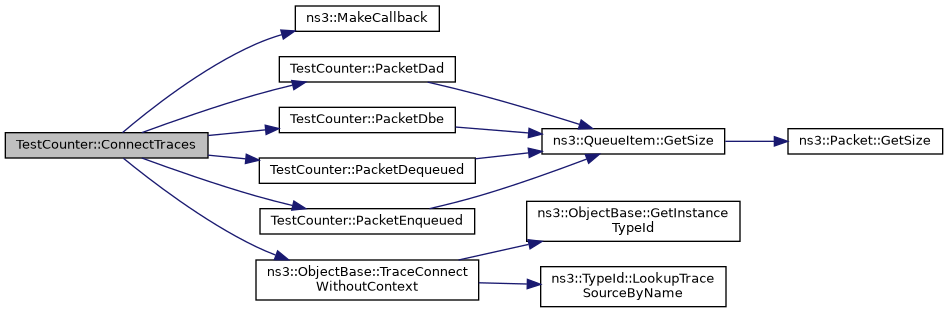 ns3::MakeCallback
TestCounter::PacketDad
TestCounter::PacketDbe
TestCounter::ConnectTraces
ns3::QueueItem::GetSize
ns3::Packet::GetSize
TestCounter::PacketDequeued
TestCounter::PacketEnqueued
ns3::ObjectBase::GetInstance
TypeId
ns3::ObjectBase::TraceConnect
WithoutContext
ns3::TypeId::LookupTrace
SourceByName